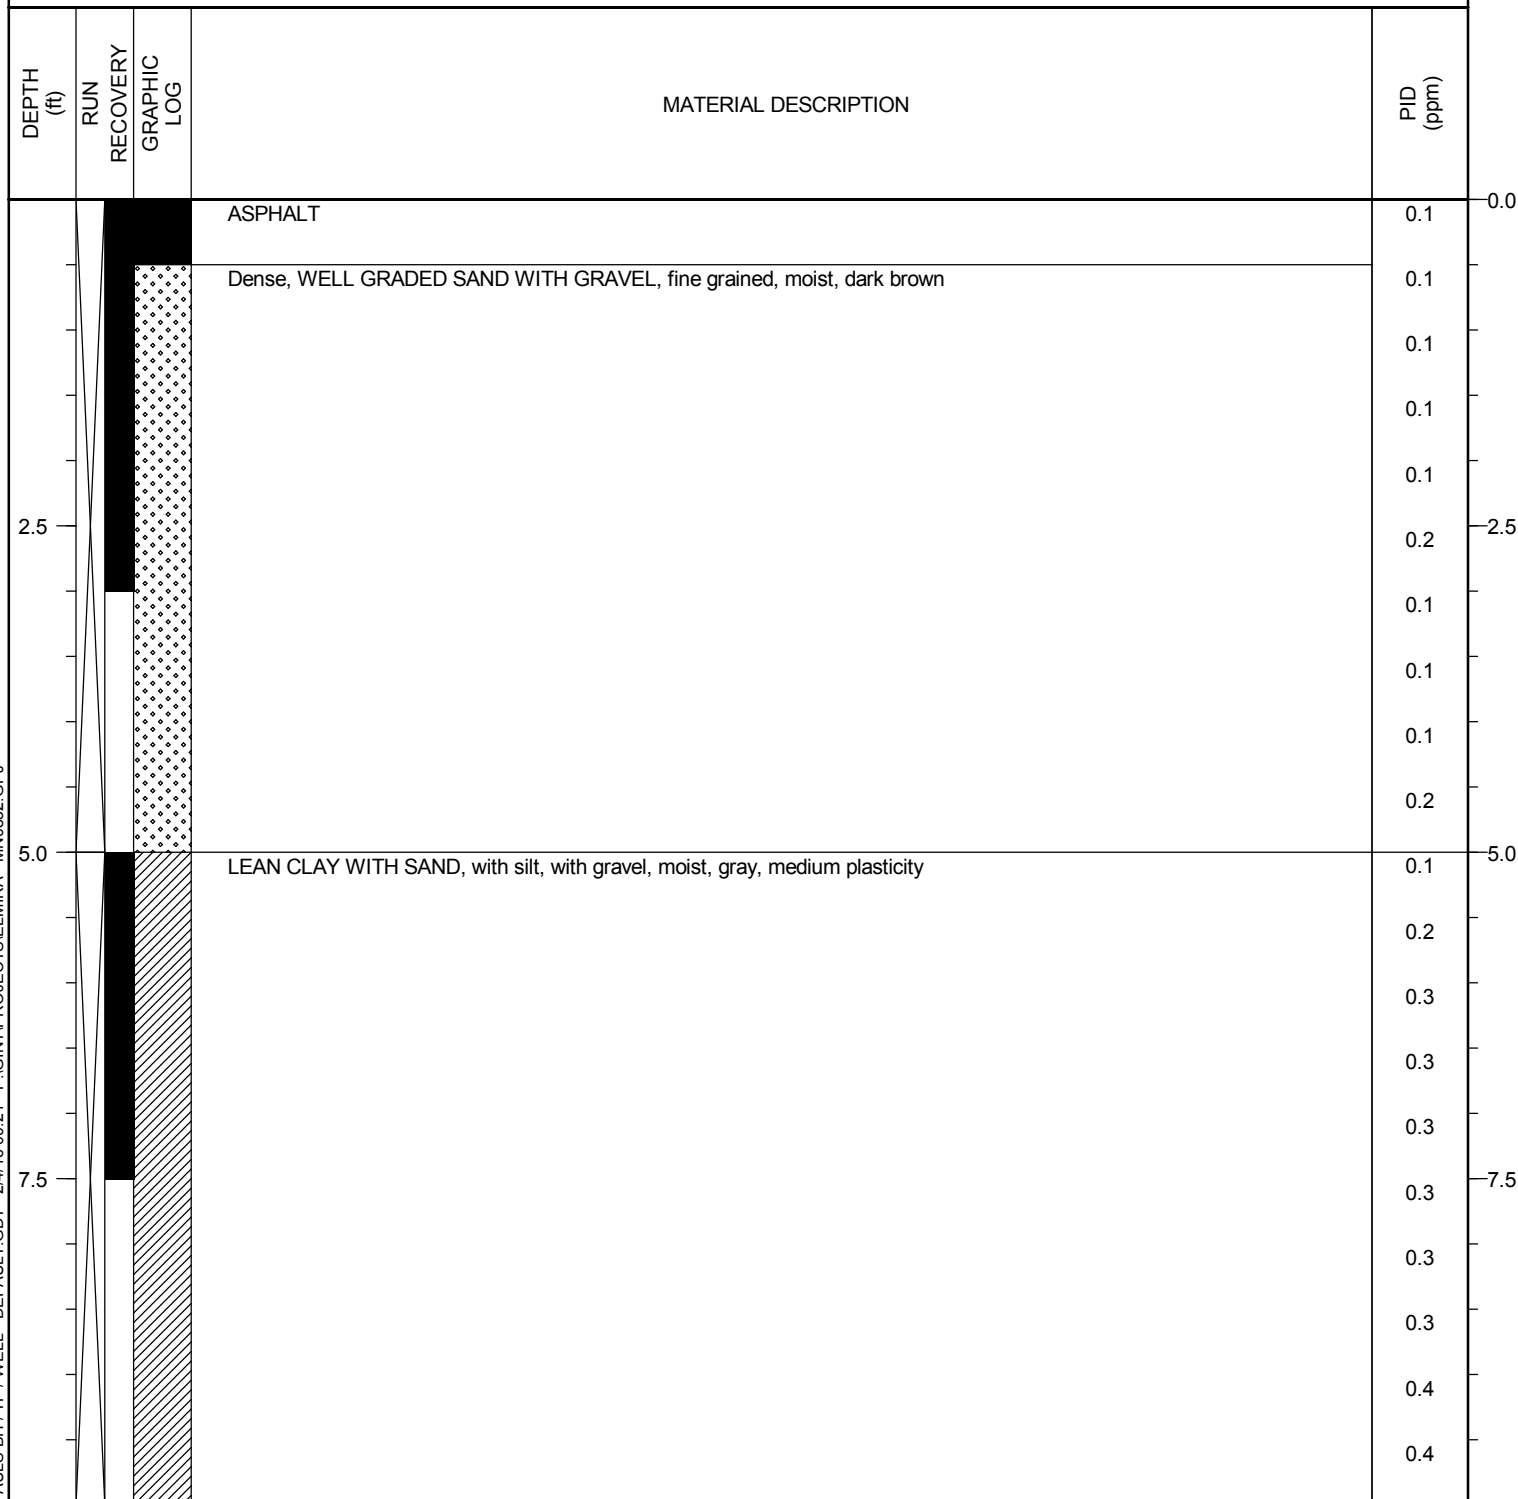 DEPTH
(ft)
RUN
RECOVERY
GRAPHIC
LOG
MATERIAL DESCRIPTION
PID
(ppm)
0.0
ASPHALT
0.1
Dense, WELL GRADED SAND WITH GRAVEL, fine grained, moist, dark brown
0.1
0.1
0.1
0.1
2.5
2.5
0.2
0.1
0.1
0.1
0.2
5.0
5.0
LEAN CLAY WITH SAND, with silt, with gravel, moist, gray, medium plasticity
0.1
0.2
0.3
0.3
0.3
7.5
7.5
0.3
0.3
0.3
0.4
0.4